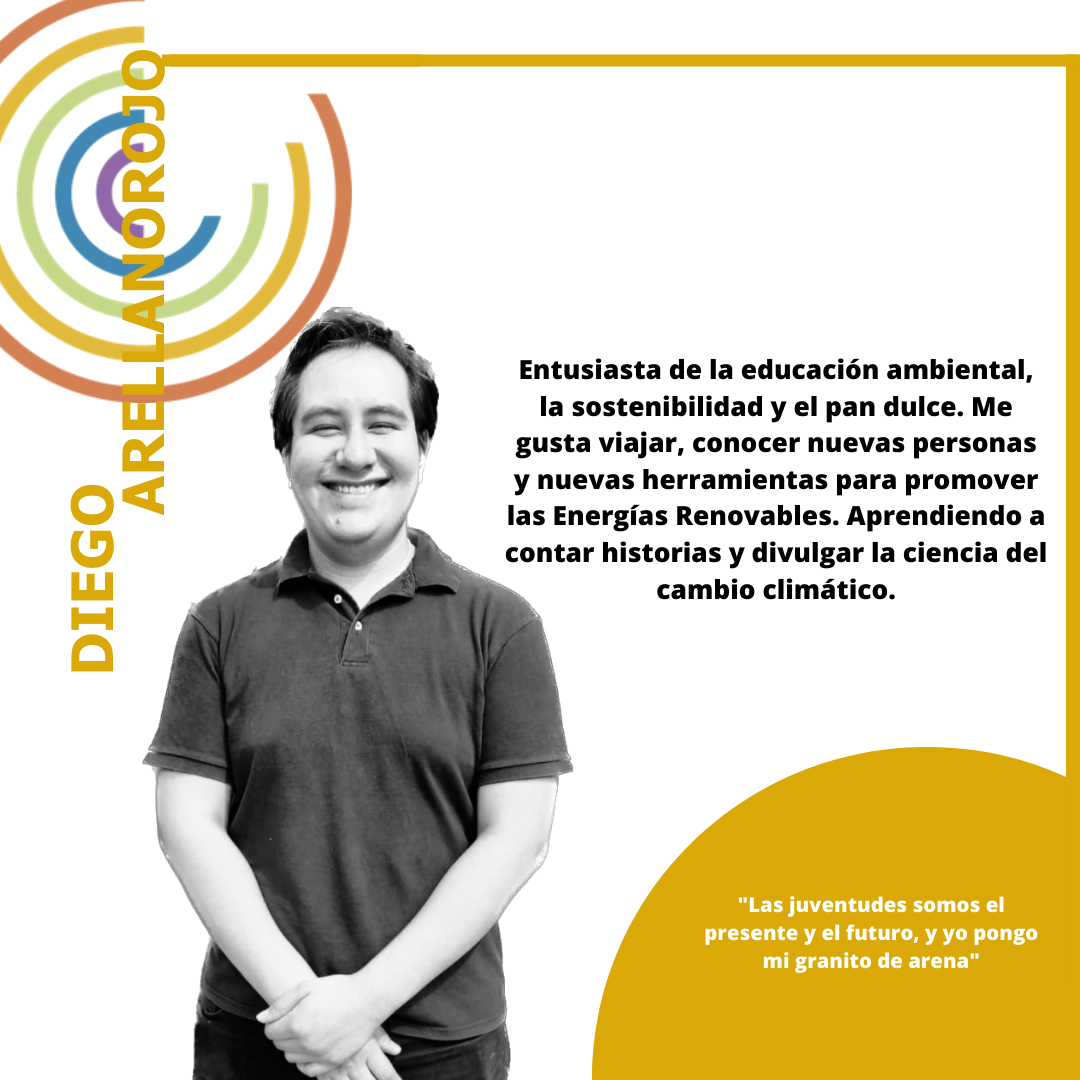 DIEGO
ARELLANOROJO
Entusiasta de la educación ambiental,
la sostenibilidad y el pan dulce. Me
gusta viajar, conocer nuevas personas
y nuevas herramientas para promover
las Energías Renovables. Aprendiendo a
contar historias y divulgar la ciencia del
cambio climático.
"Las juventudes somos el
presente y el futuro, y yo pongo
mi granito de arena"